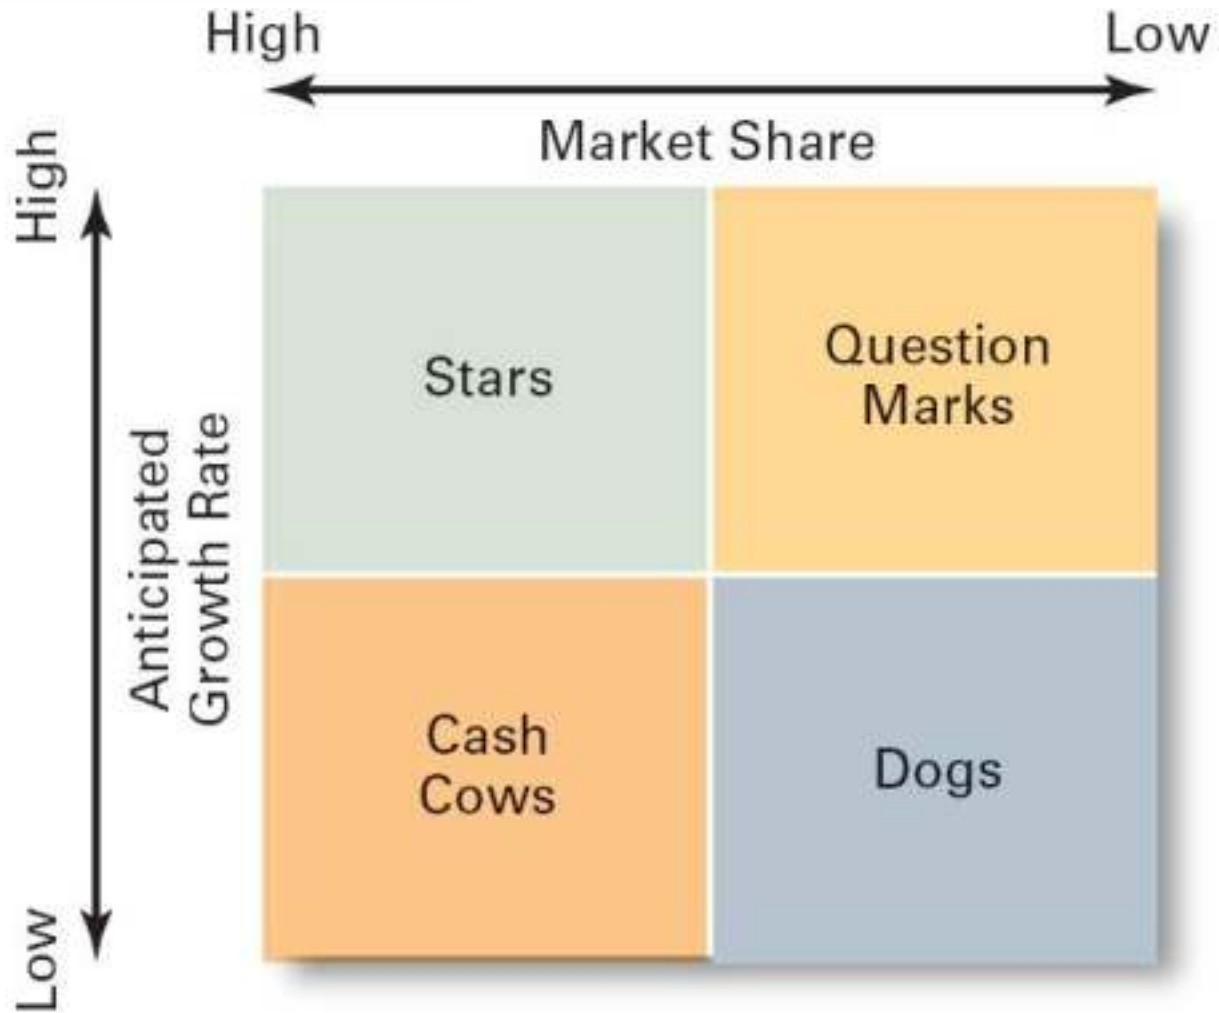 High
Low
Market Share
High
Anticipated
Growth Rate
Low
Stars
Question
Marks
Cash
Cows
Dogs